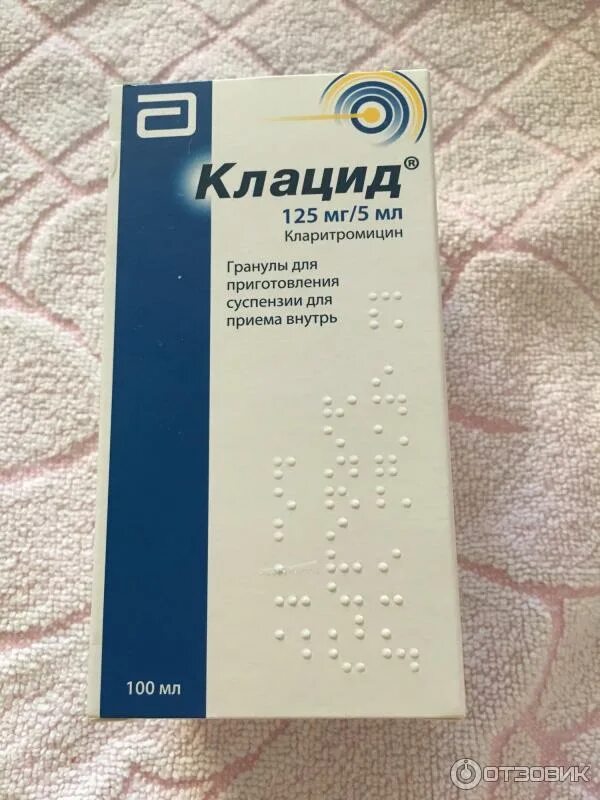 Клацид®
125 мг/5 мл
Кларитромицин
Гранулы для
приготовления
суспензии для
приема внутрь
100 мл
ОТЗОВИК